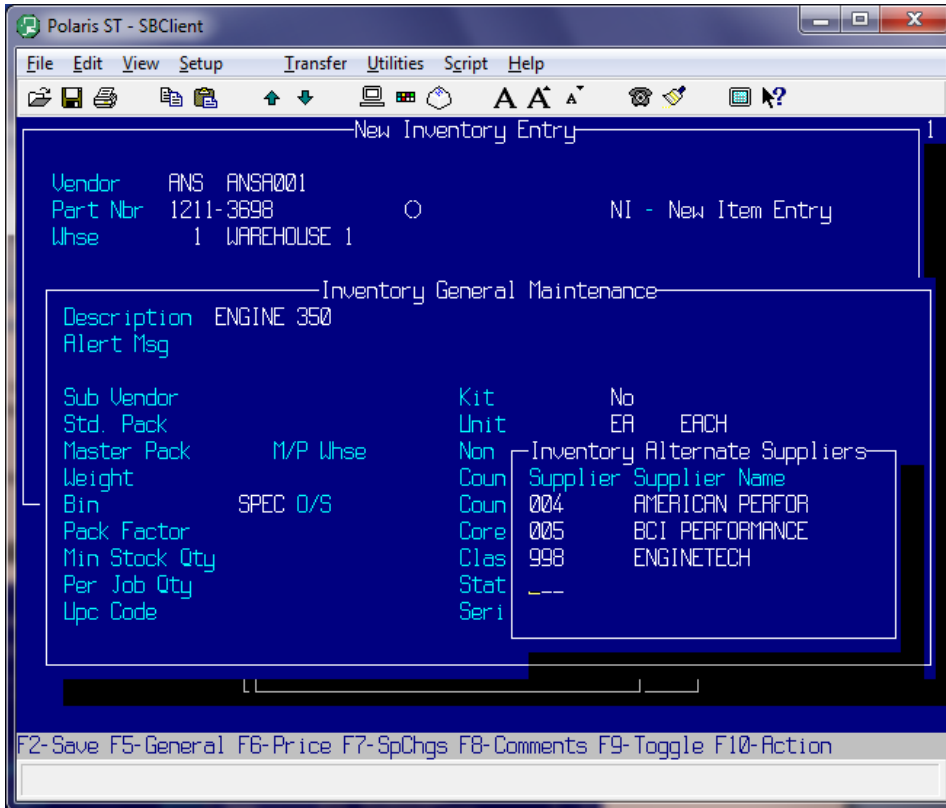 Polaris ST - SBClient
File Edit View Setup Transfer Utilities Script Help
A A A
New Inventory Entry 1
Vendor ANS ANSA001
Part Nbr 1211-3698 O NI - New Item Entry
Whse 1 WAREHOUSE 1
Inventory General Maintenance
Description ENGINE 350
Alert Msg
Sub Vendor Kit No
Std. Pack Unit EA EACH
Master Pack M/P Whse Non Inventory Alternate Suppliers
Weight Coun Supplier Supplier Name
Bin SPEC O/S Coun 004 AMERICAN PERFOR
Pack Factor Core 005 BCI PERFORMANCE
Min Stock Qty Clas 998 ENGINETECH
Per Job Qty Stat ___
Upc Code Seri
F2-Save F5-General F6-Price F7-SpChgs F8-Comments F9-Toggle F10-Action